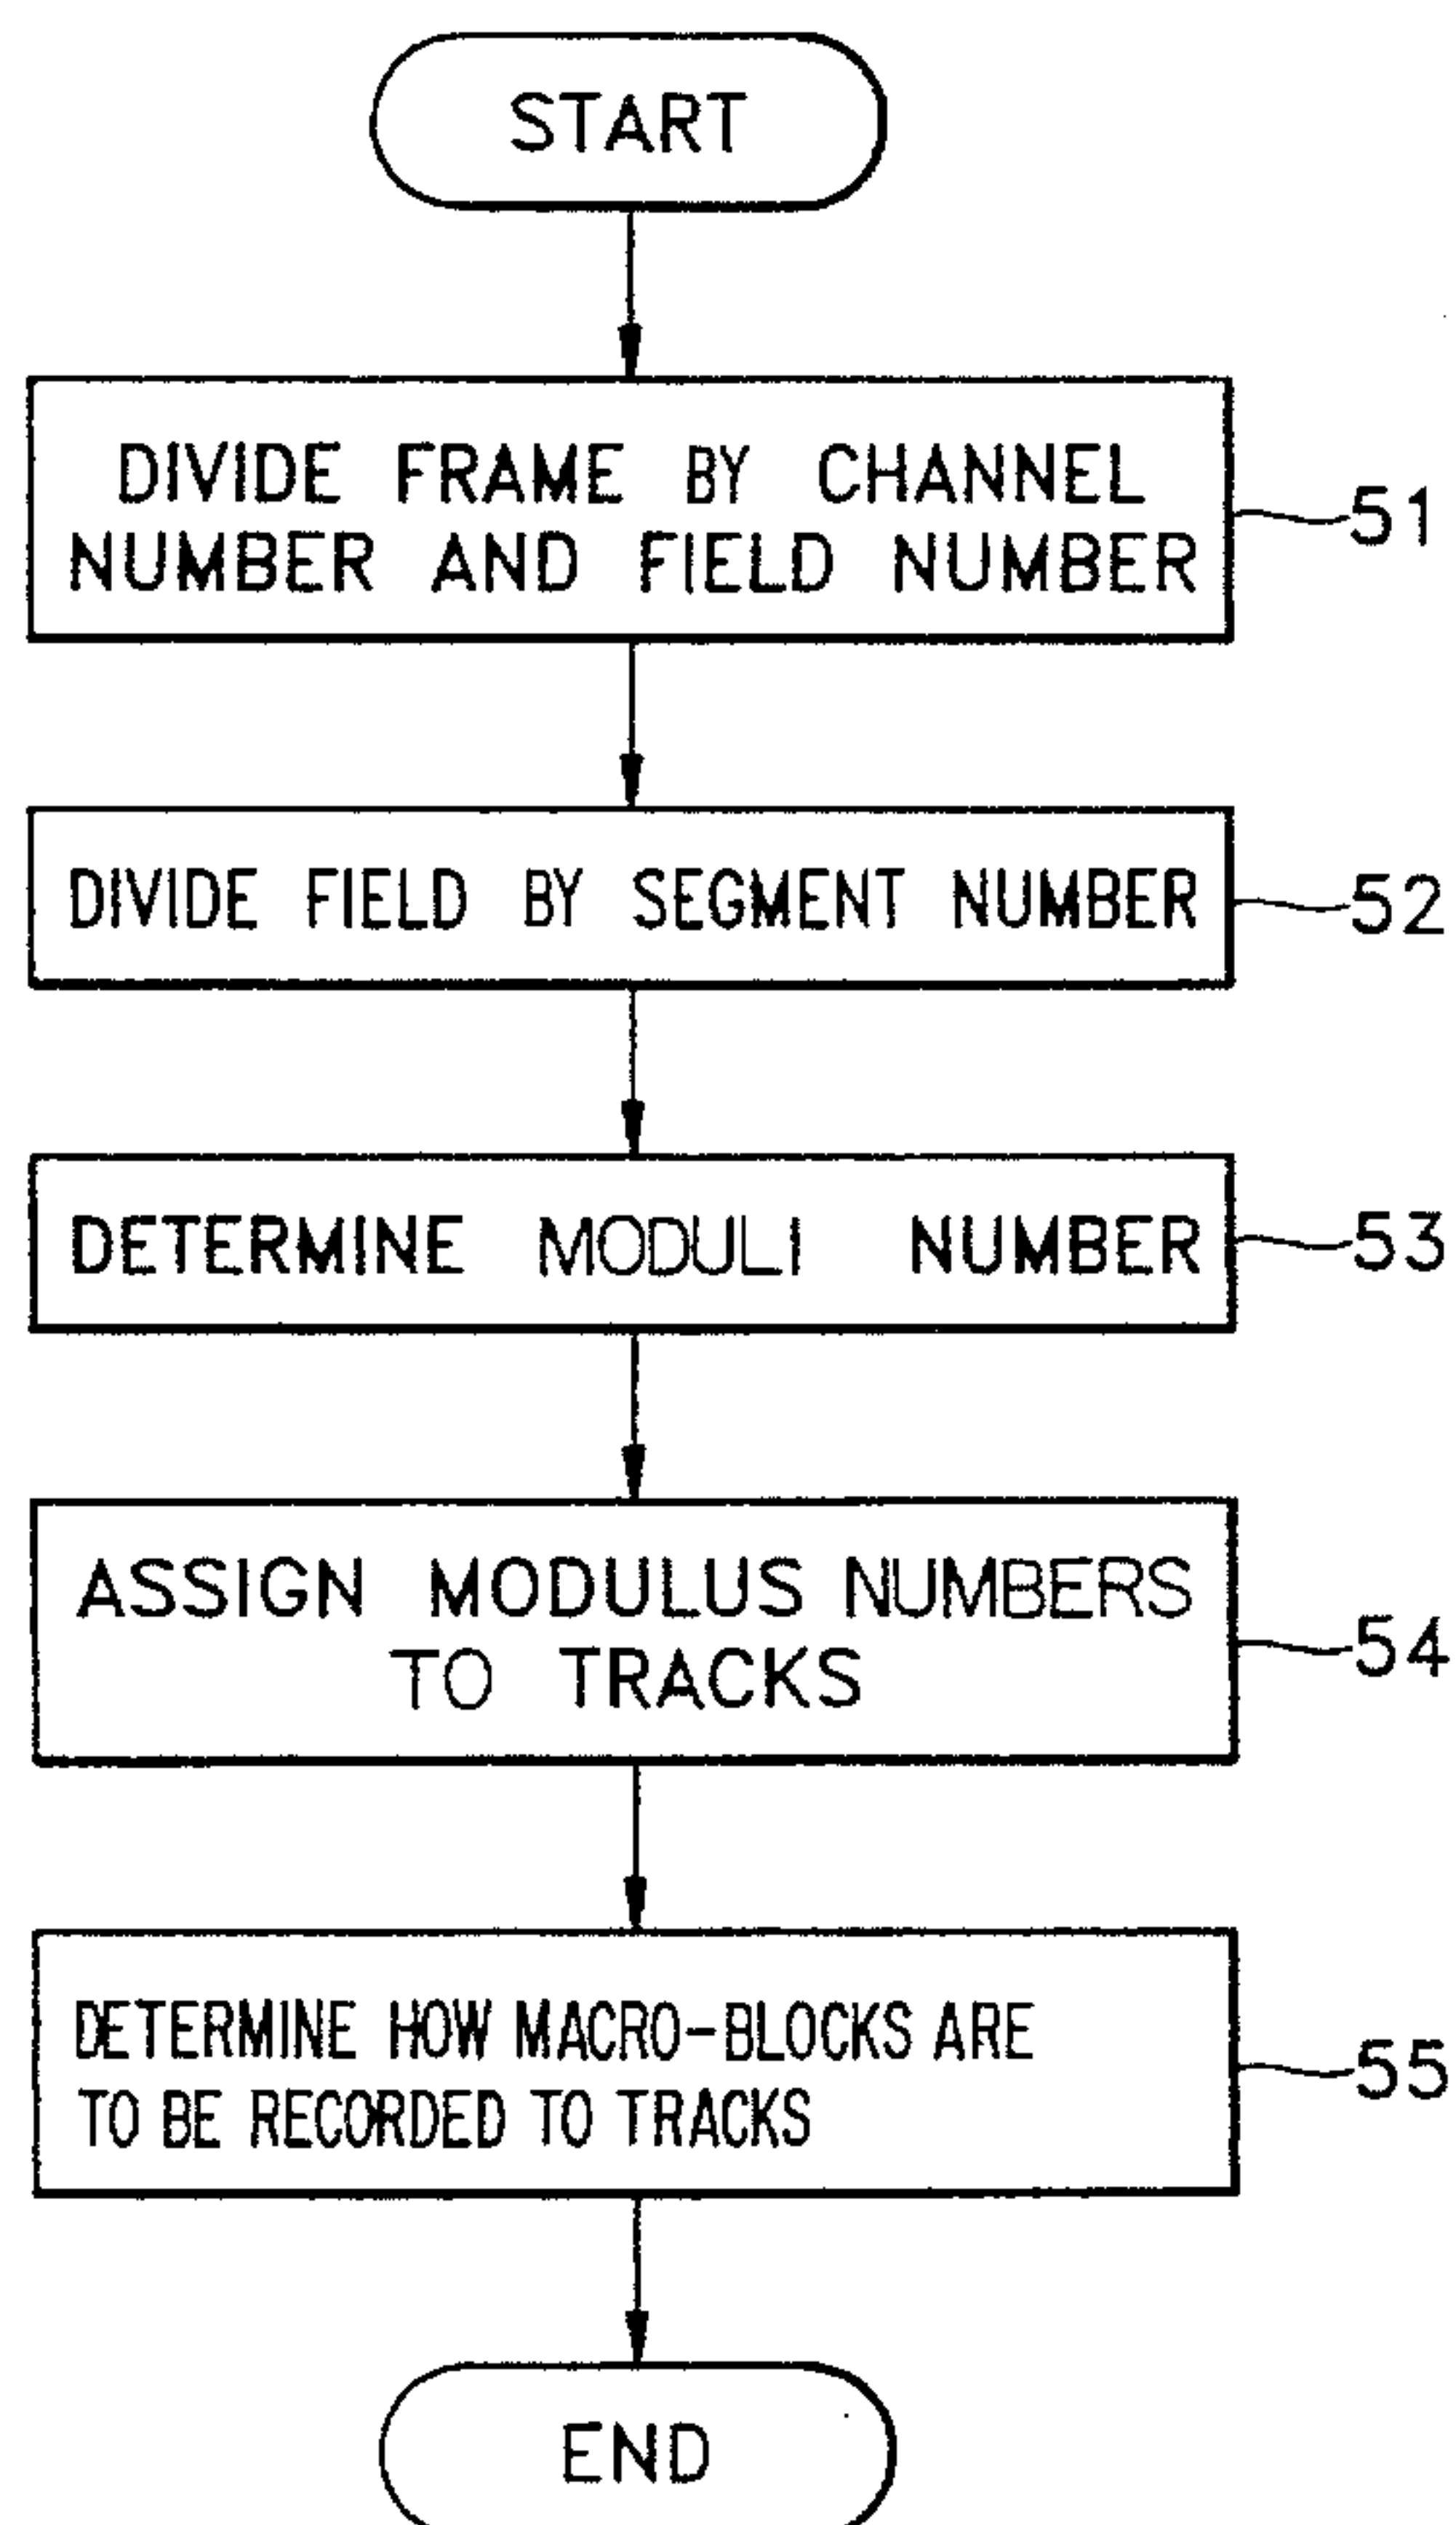 START
DIVIDE FRAME BY CHANNEL
NUMBER AND FIELD NUMBER
51
DIVIDE FIELD BY SEGMENT NUMBER
52
DETERMINE MODULI NUMBER
53
ASSIGN MODULUS NUMBERS
TO TRACKS
54
DETERMINE HOW MACRO-BLOCKS ARE
TO BE RECORDED TO TRACKS
55
END